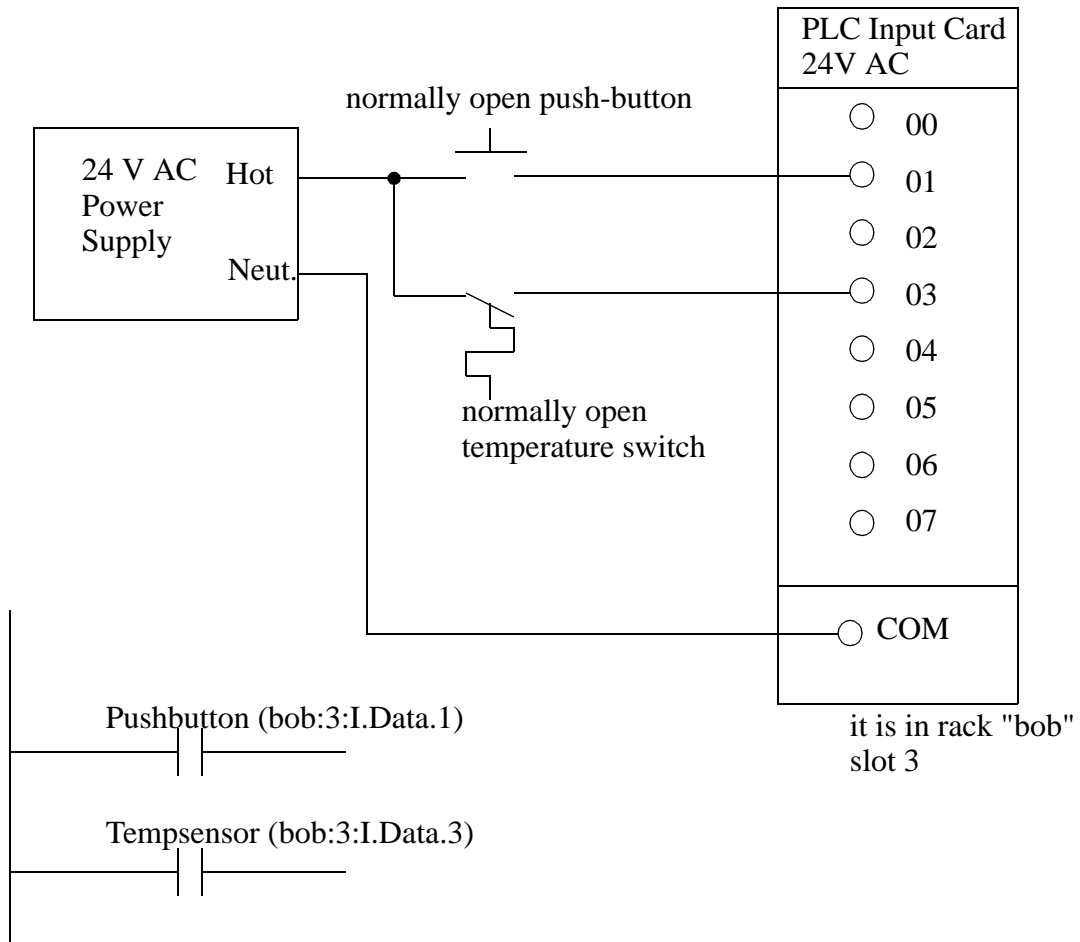 PLC Input Card
24V AC
normally open push-button
00
24 V AC
Power
Supply
Hot
01
02
Neut.
03
04
normally open
temperature switch
05
06
07
COM
Pushbutton (bob:3:I.Data.1)
it is in rack "bob"
slot 3
Tempsensor (bob:3:I.Data.3)